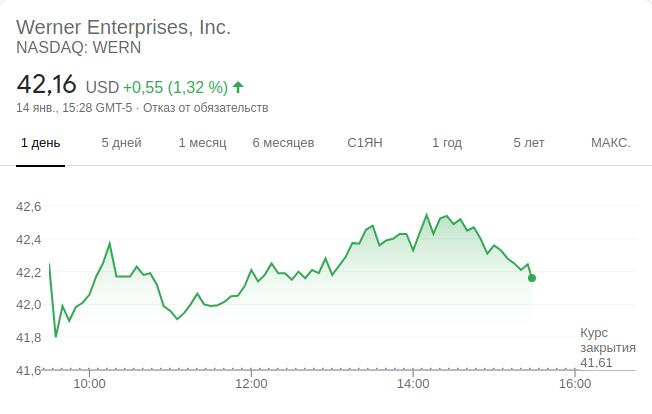 Werner Enterprises, Inc.
NASDAQ: WERN
42,16 USD +0,55 (1,32 %)
14 янв., 15:28 GMT-5 · Отказ от обязательств
1 день 5 дней 1 месяц 6 месяцев С1ЯН 1 год 5 лет МАКС.
42,6
42,4
42,2
42,0
41,8
41,6
Курс
закрытия
41,61
10:00 12:00 14:00 16:00